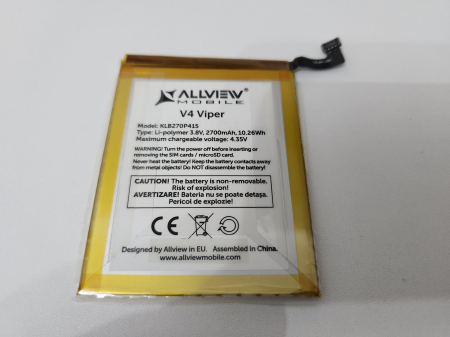 ALLVIEW
MOBILE
V4 Viper
Model: KLB270P415
Type: Li-polymer 3.8V, 2700mAh, 10.26Wh
Maximum chargeable voltage: 4.35V
WARNING! Turn off the power before inserting or
removing the SIM cards / microSD card.
Never heat the battery! Keep the battery contacts away
from metal objects! Do not disassemble the battery!
CAUTION! The battery is non-removable.
Risk of explosion!
AVERTIZARE! Bateria nu se poate detaşa.
Pericol de explozie!
CE
Designed by Allview in EU. Assembled in China.
www.allviewmobile.com